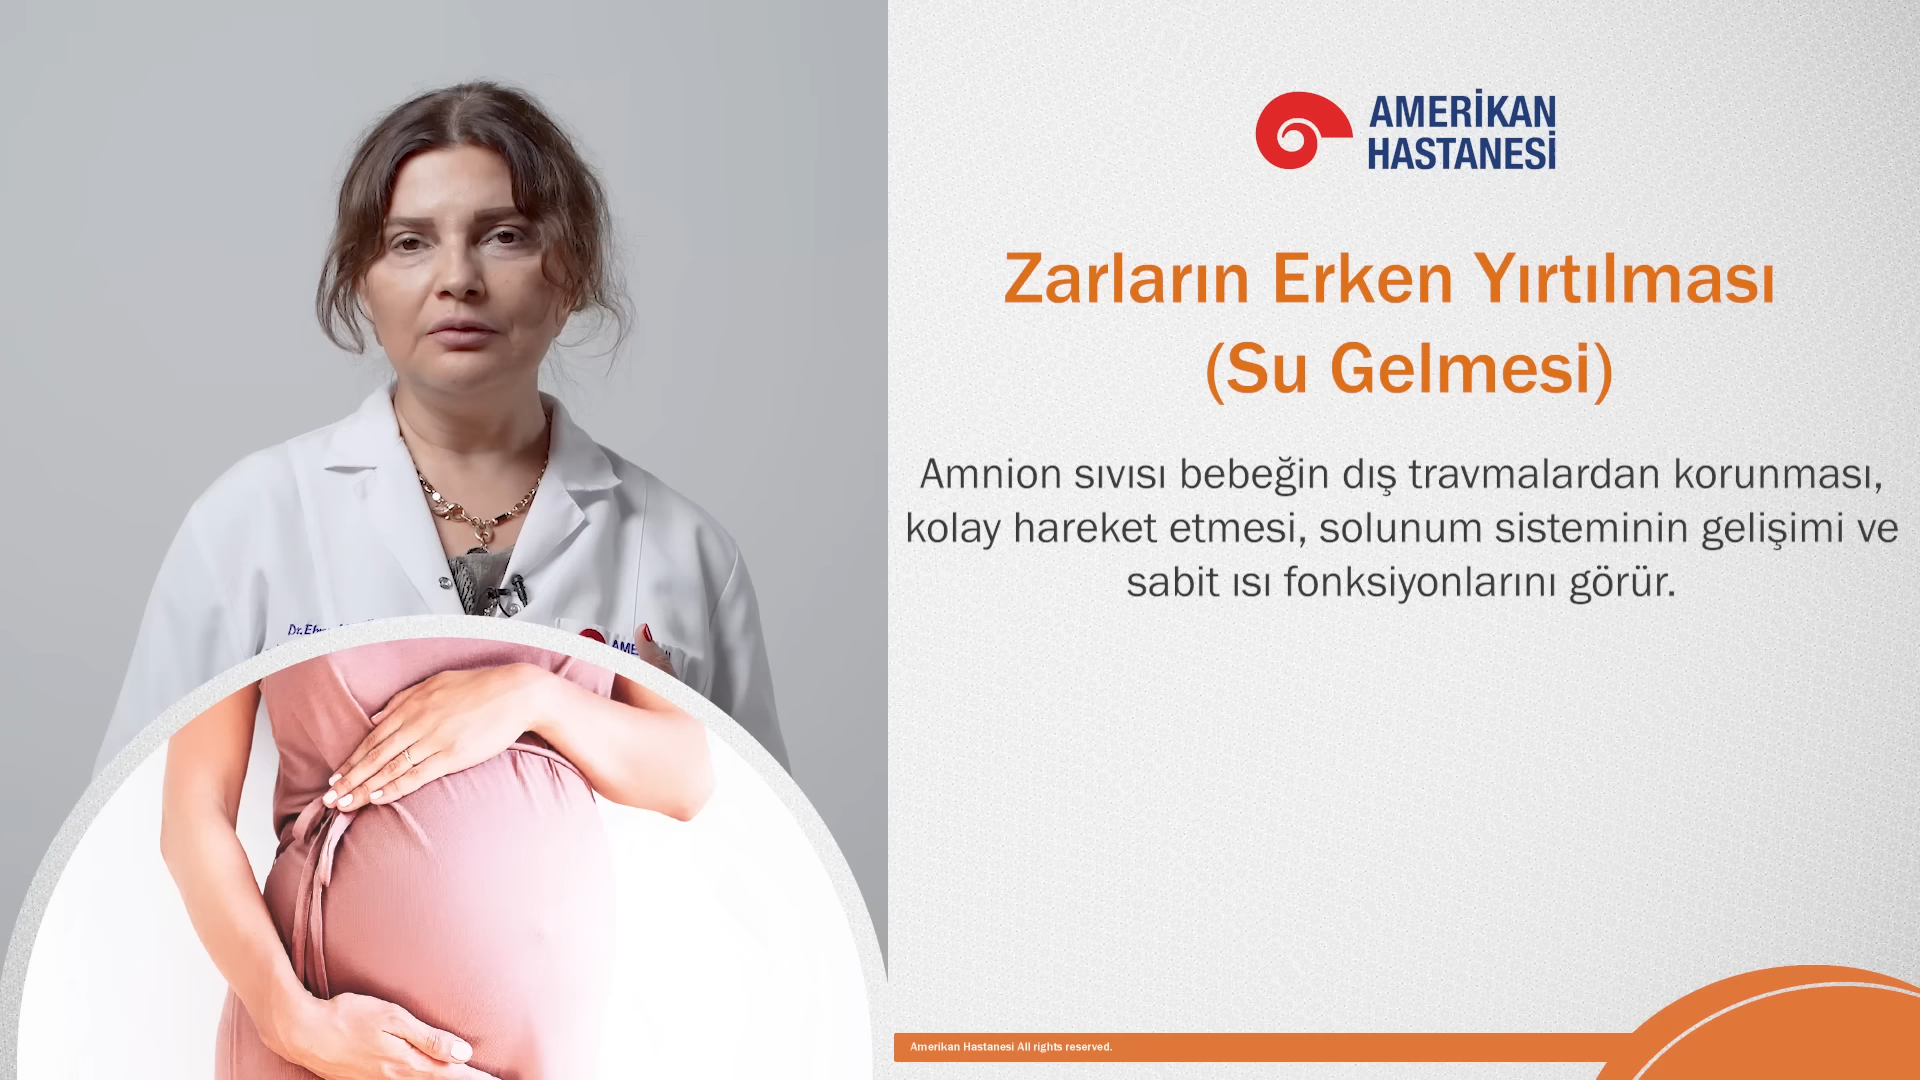 AMERİKAN
HASTANESİ
Zarların Erken Yırtılması
(Su Gelmesi)
Amnion sıvısı bebeğin dış travmalardan korunması,
kolay hareket etmesi, solunum sisteminin gelişimi ve
sabit ısı fonksiyonlarını görür.
Amerikan Hastanesi All rights reserved.